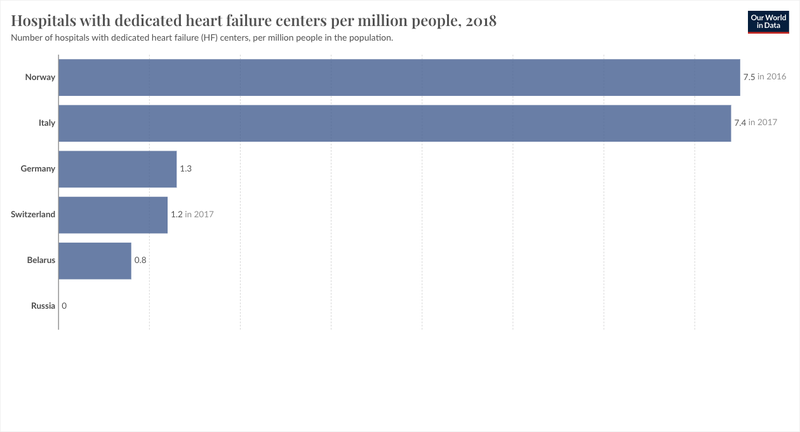 Hospitals with dedicated heart failure centers per million people, 2018
Our World
in Data
Number of hospitals with dedicated heart failure (HF) centers, per million people in the population.
Norway 7.5 in 2016
Italy 7.4 in 2017
Germany 1.3
Switzerland 1.2 in 2017
Belarus 0.8
Russia 0